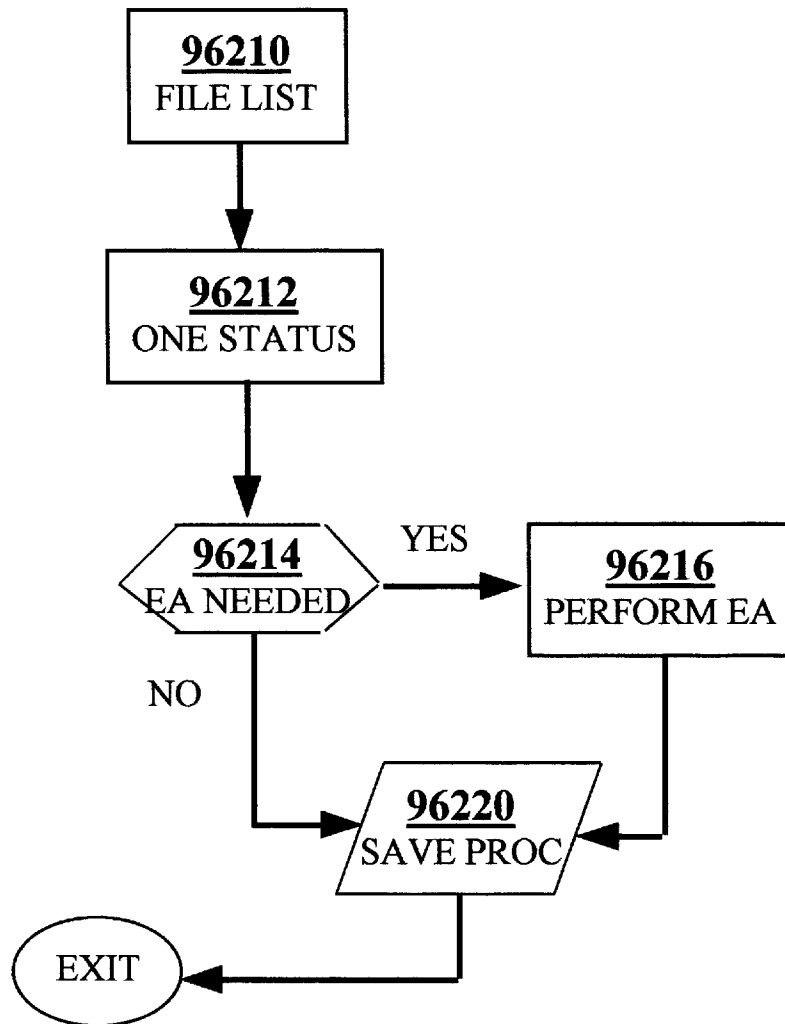 96210
FILE LIST
96212
ONE STATUS
96214
EA NEEDED
YES
96216
PERFORM EA
NO
96220
SAVE PROC
EXIT